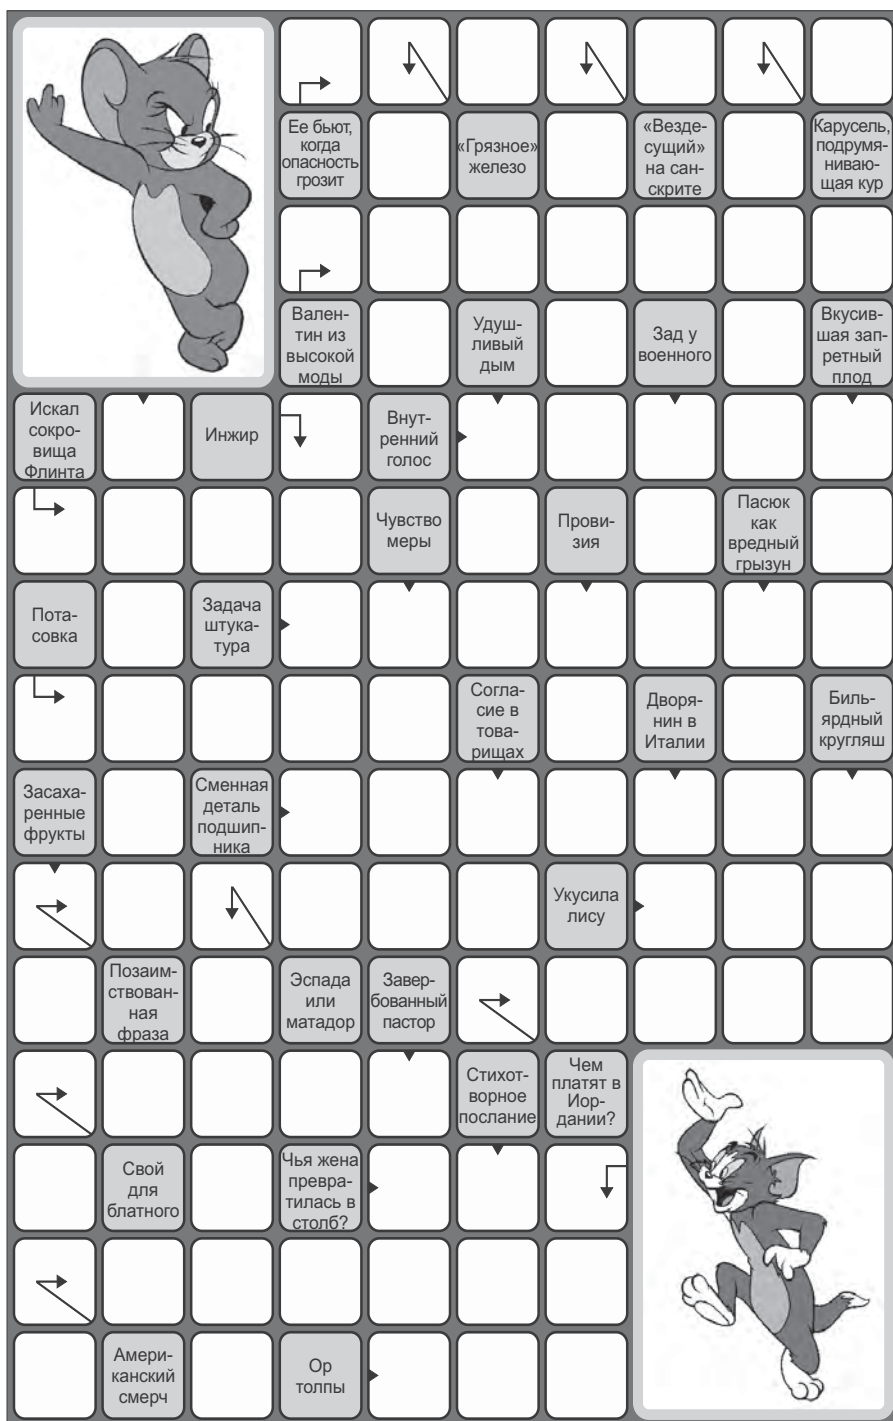 Ее бьют,
когда
опасность
грозит
«Грязное»
железо
«Везде-
сущий»
на сан-
скрите
Карусель,
подрумя-
ниваю-
щая кур
Вален-
тин из
высокой
моды
Удуш-
ливый
дым
Зад у
военного
Вкусив-
шая зап-
ретный
плод
Искал
сокро-
вища
Флинта
Инжир
Внут-
ренний
голос
Чувство
меры
Прови-
зия
Пасюк
как
вредный
грызун
Пота-
совка
Задача
штука-
тура
Согла-
сие в
това-
рищах
Дворя-
нин в
Италии
Биль-
ярдный
кругляш
Засаха-
ренные
фрукты
Сменная
деталь
подшип-
ника
Укусила
лису
Позаим-
ствован-
ная
фраза
Эспада
или
матадор
Завер-
бованный
пастор
Стихот-
ворное
послание
Чем
платят в
Иор-
дании?
Свой
для
блатного
Чья жена
превра-
тилась в
столб?
Амери-
канский
смерч
Ор
толпы